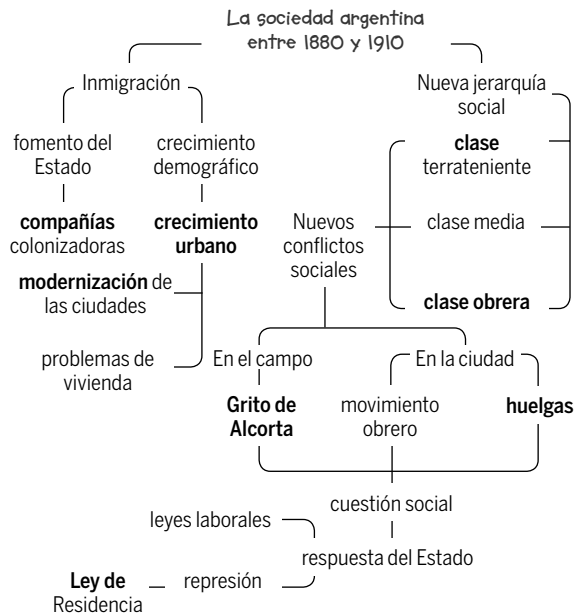 La sociedad argentina
entre 1880 y 1910
Inmigración
Nueva jerarquía
social
fomento del
Estado
crecimiento
demográfico
clase
terrateniente
compañías
colonizadoras
crecimiento
urbano
Nuevos
conflictos
sociales
clase media
modernización de
las ciudades
clase obrera
problemas de
vivienda
En el campo
En la ciudad
Grito de
Alcorta
movimiento
obrero
huelgas
cuestión social
leyes laborales
respuesta del Estado
Ley de
Residencia
represión